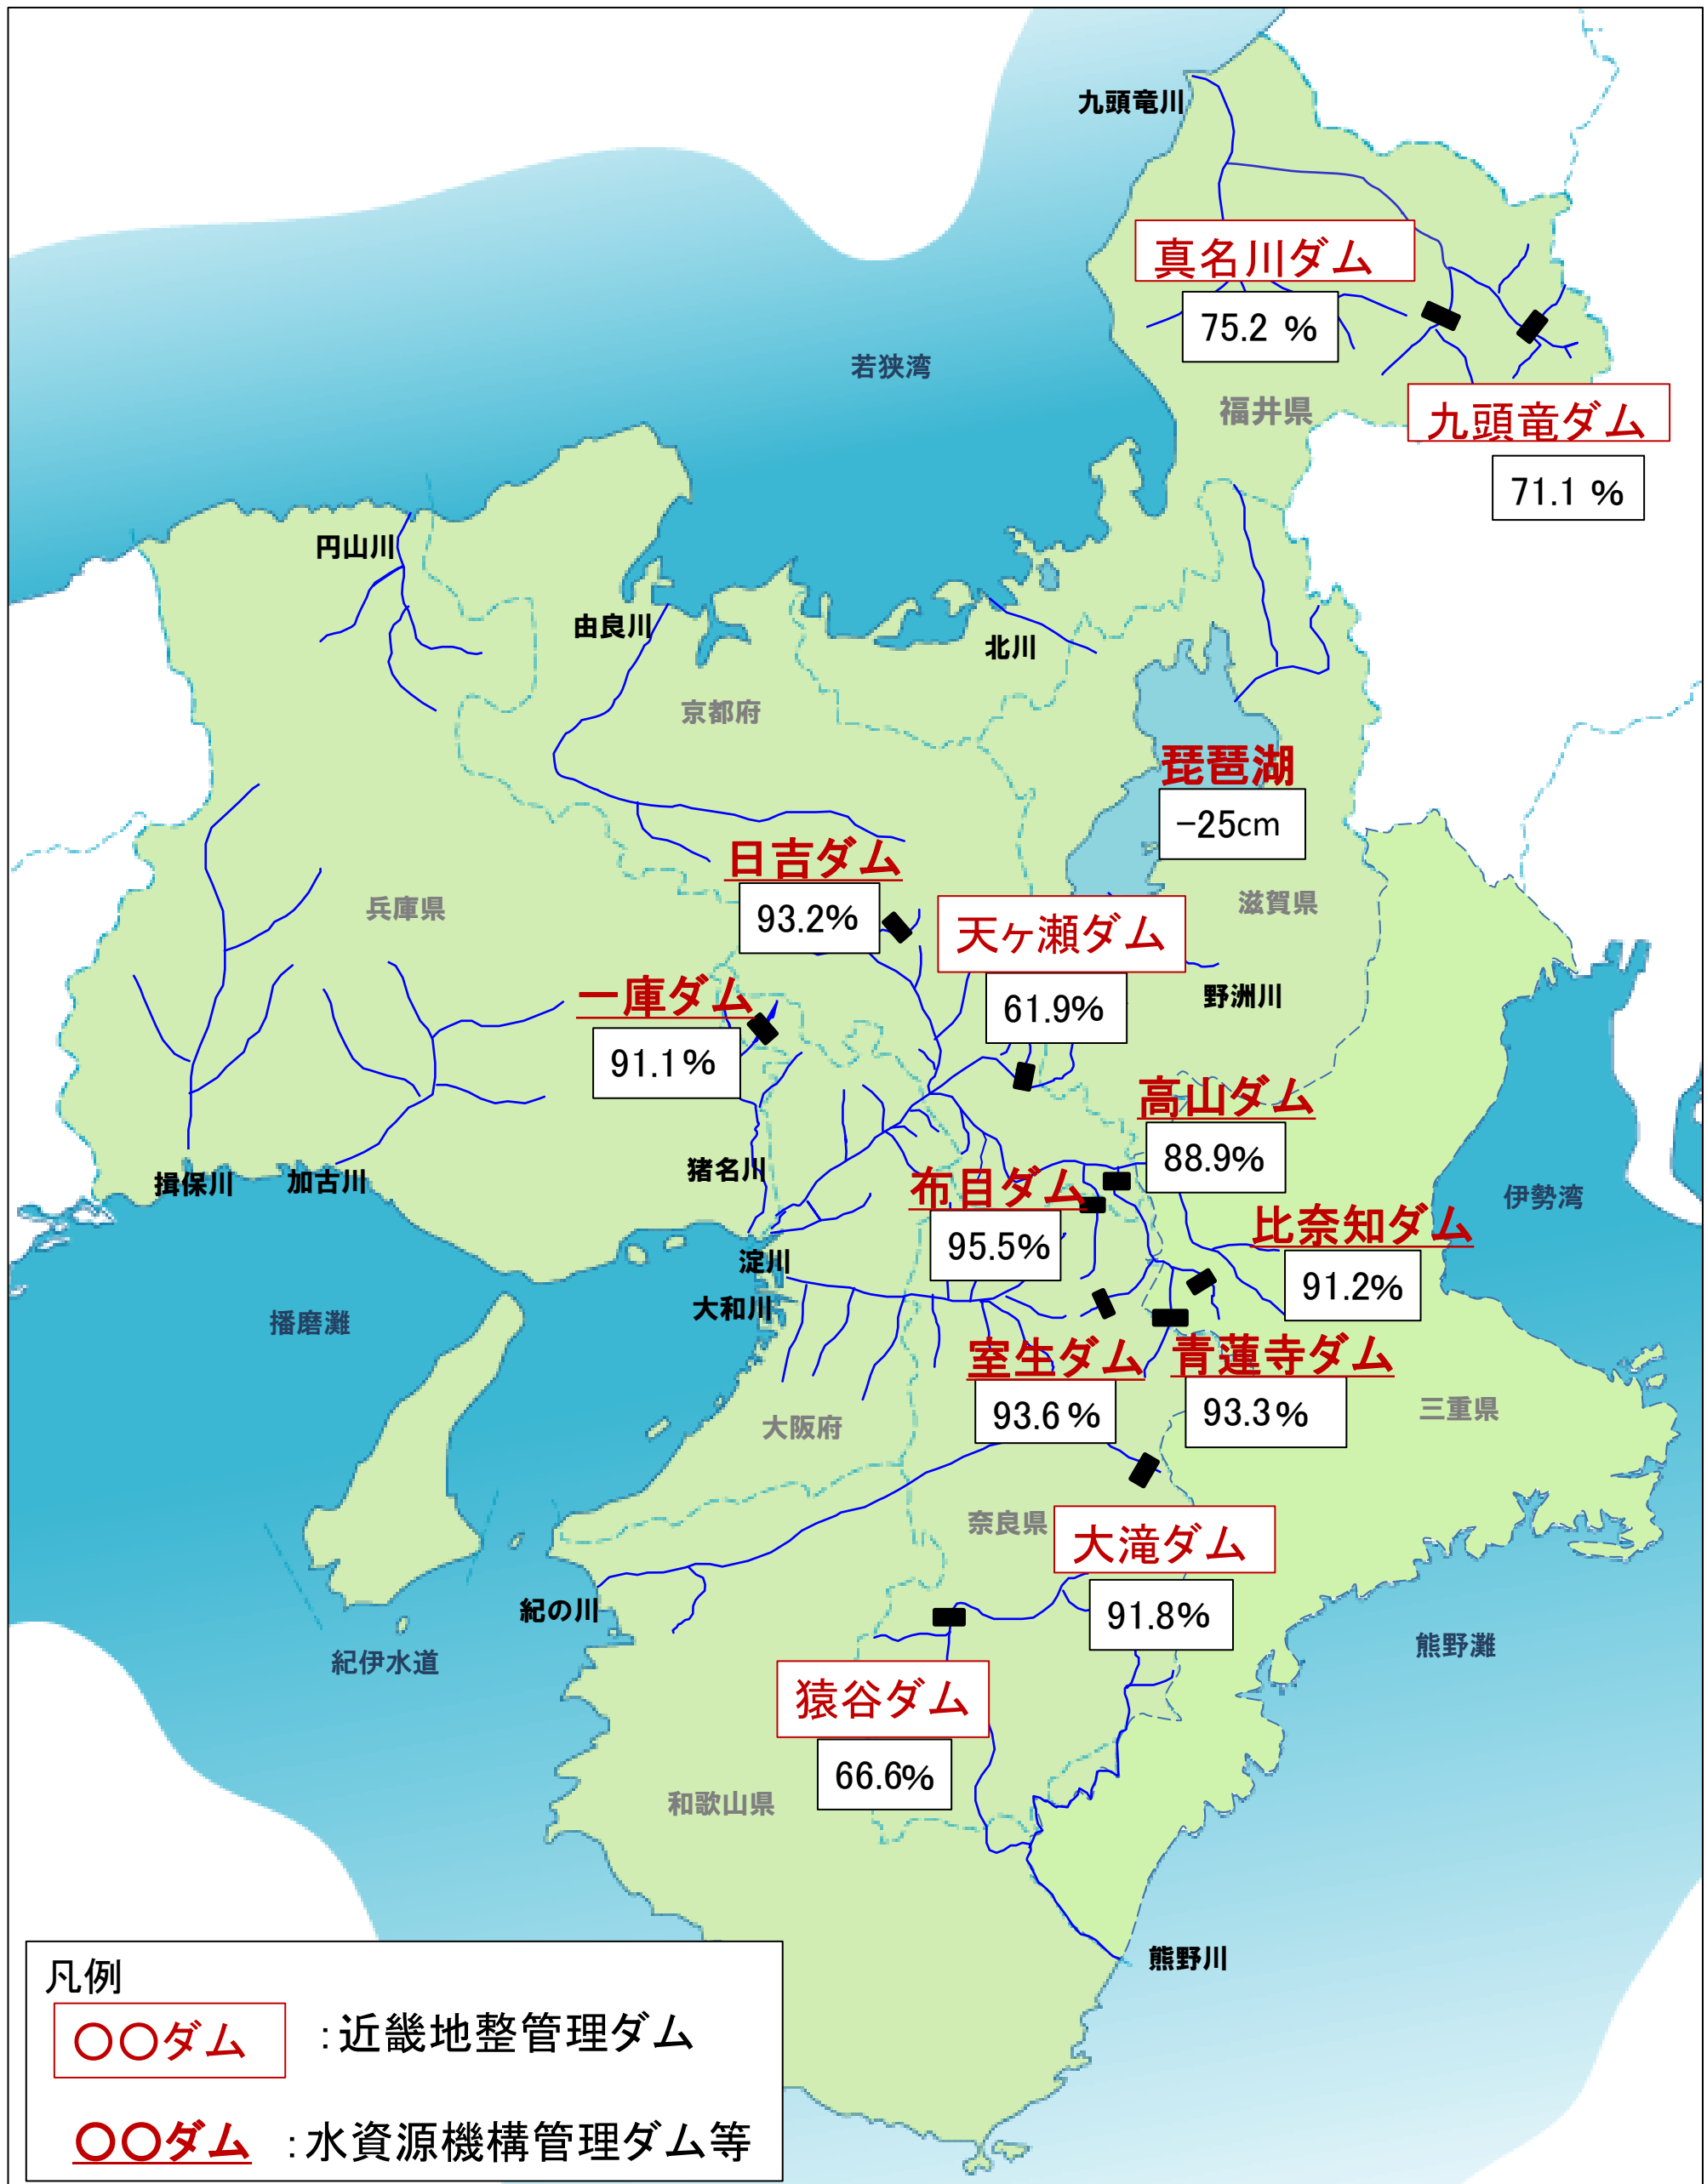 九頭竜川
真名川ダム
75.2 %
若狭湾
福井県
九頭竜ダム
71.1 %
円山川
由良川
北川
京都府
琵琶湖
−25cm
日吉ダム
93.2%
兵庫県
滋賀県
天ヶ瀬ダム
61.9%
野洲川
一庫ダム
91.1%
高山ダム
88.9%
揖保川
加古川
猪名川
布目ダム
95.5%
伊勢湾
比奈知ダム
91.2%
淀川
大和川
播磨灘
室生ダム
93.6%
青蓮寺ダム
93.3%
三重県
大阪府
奈良県
大滝ダム
91.8%
紀の川
紀伊水道
熊野灘
猿谷ダム
66.6%
和歌山県
熊野川
凡例
〇〇ダム :近畿地整管理ダム
〇〇ダム :水資源機構管理ダム等